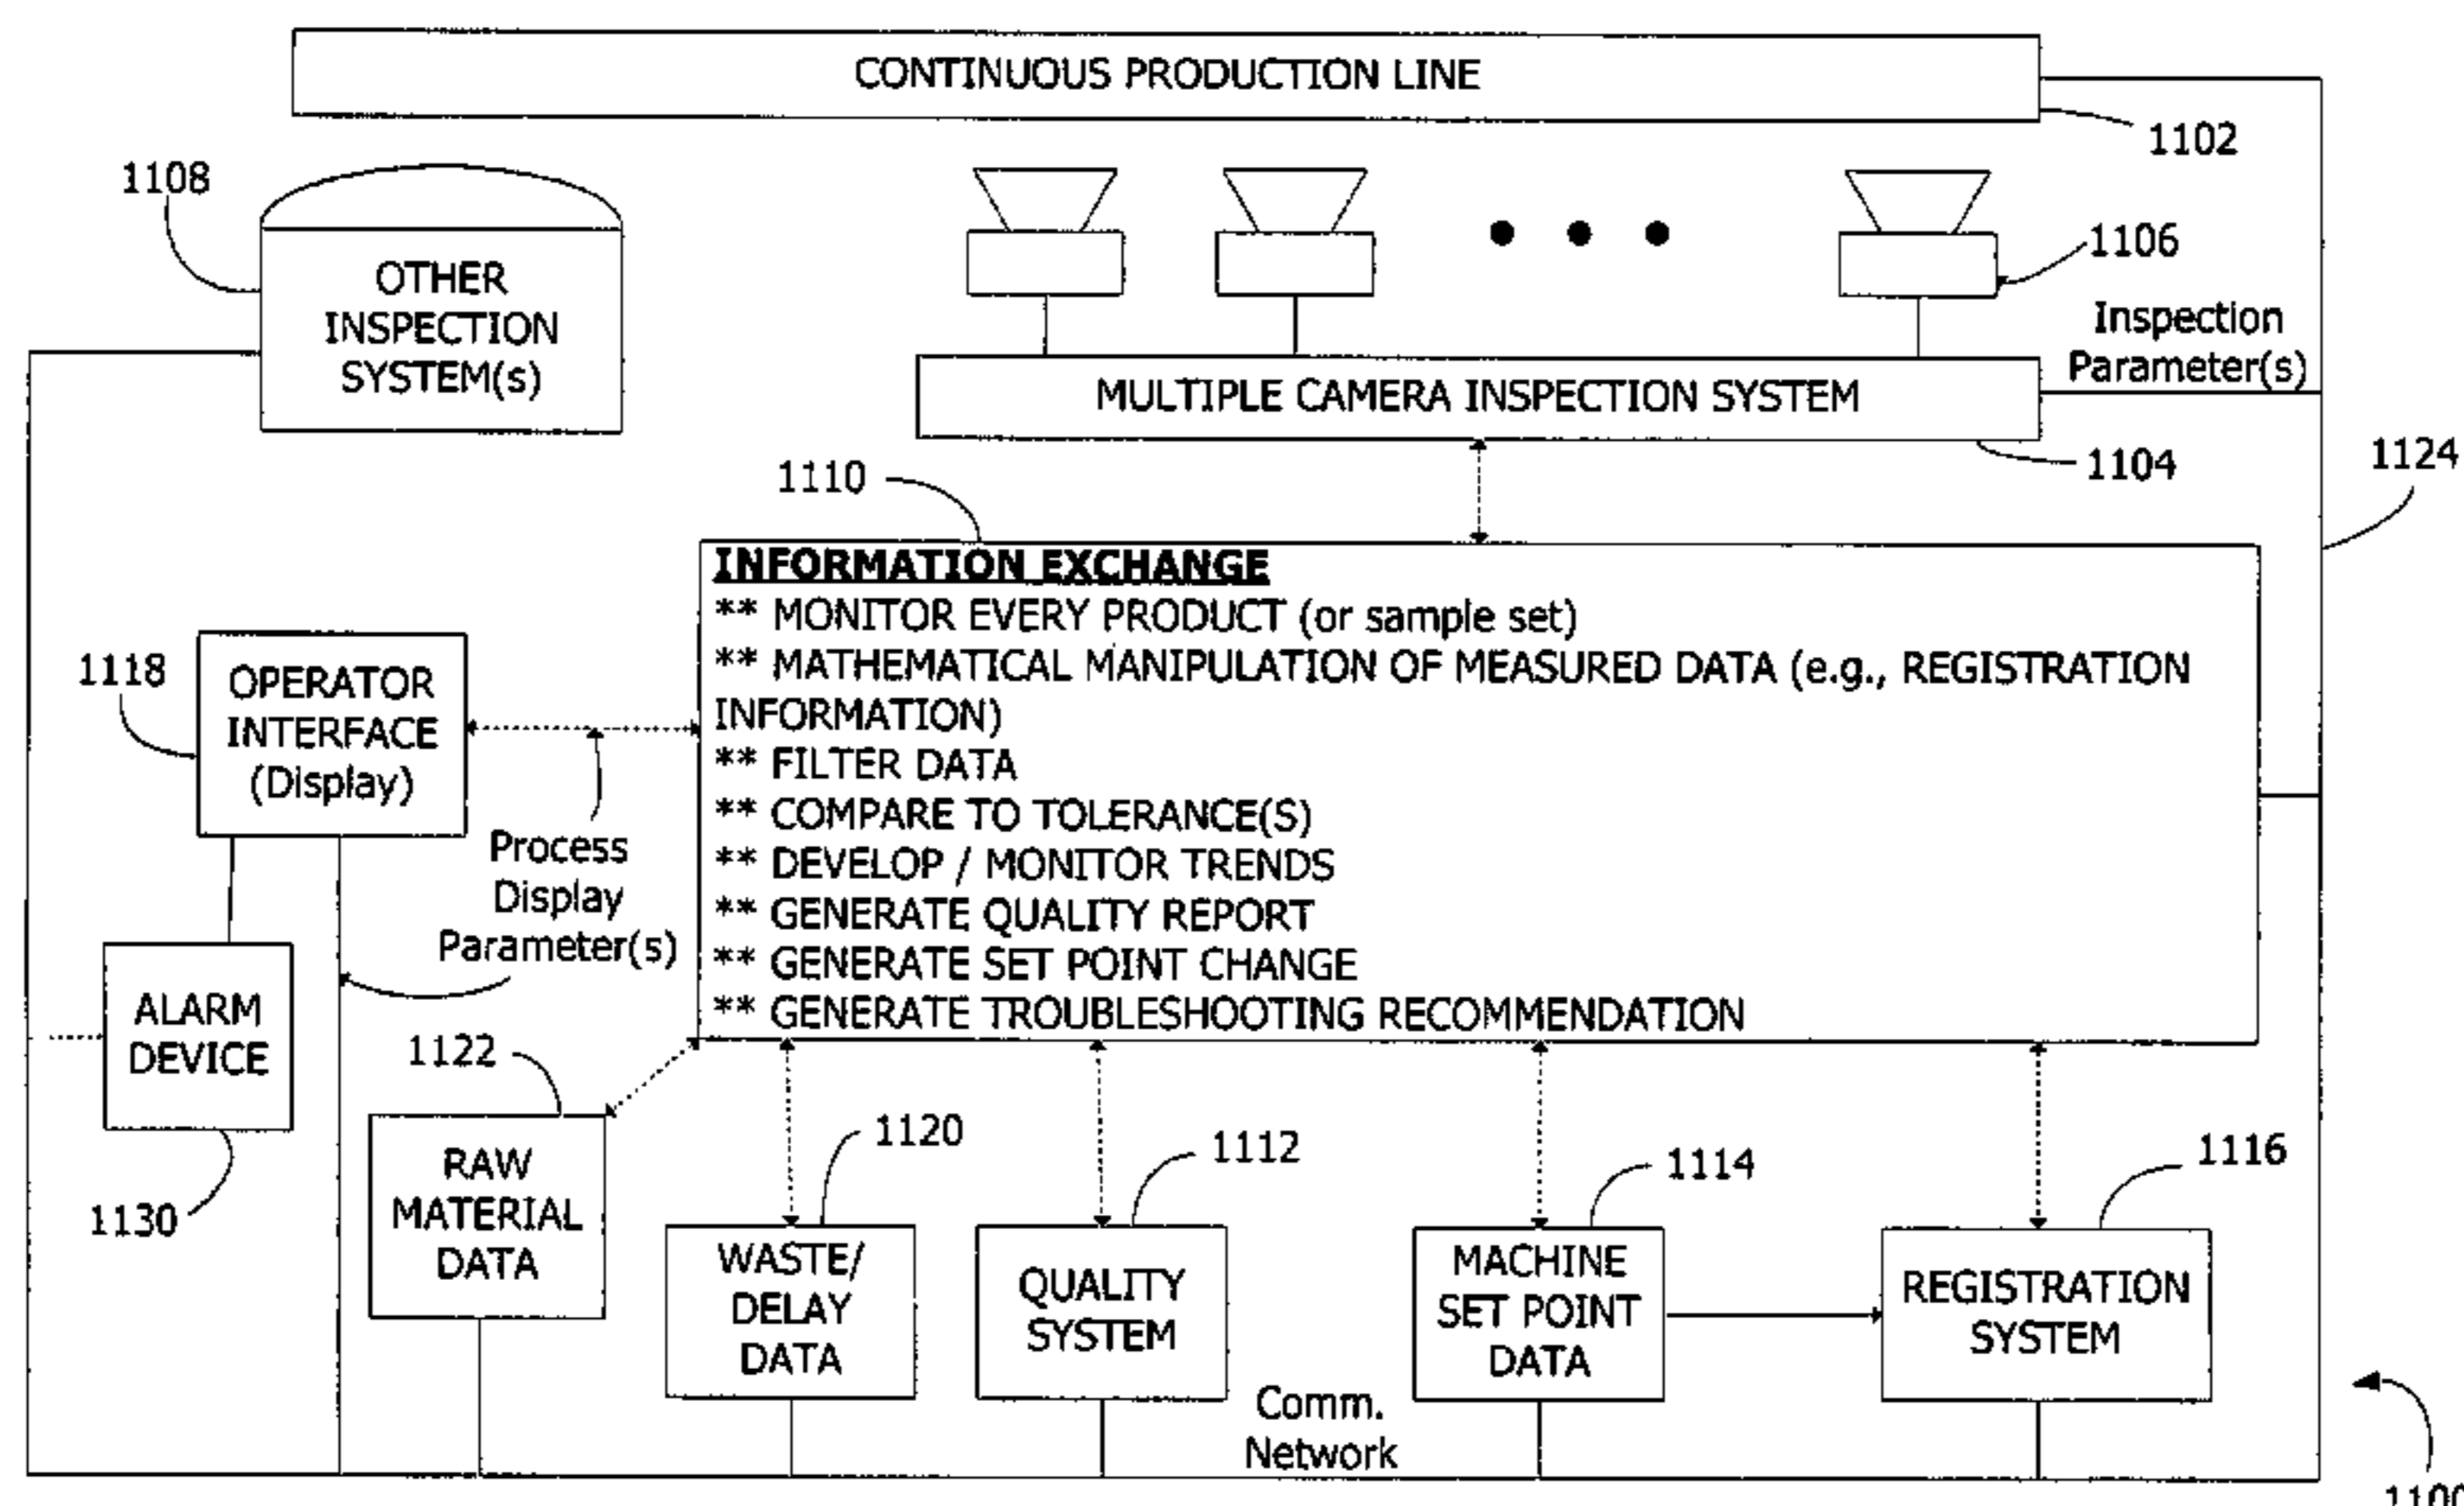 CONTINUOUS PRODUCTION LINE
1102
1108
OTHER
INSPECTION
SYSTEM(s)
1106
Inspection
Parameter(s)
MULTIPLE CAMERA INSPECTION SYSTEM
1104
1124
1110
INFORMATION EXCHANGE
** MONITOR EVERY PRODUCT (or sample set)
** MATHEMATICAL MANIPULATION OF MEASURED DATA (e.g., REGISTRATION
INFORMATION)
** FILTER DATA
** COMPARE TO TOLERANCE(S)
** DEVELOP / MONITOR TRENDS
** GENERATE QUALITY REPORT
** GENERATE SET POINT CHANGE
** GENERATE TROUBLESHOOTING RECOMMENDATION
1118
OPERATOR
INTERFACE
(Display)
Process
Display
Parameter(s)
ALARM
DEVICE
1130
1122
RAW
MATERIAL
DATA
1120
WASTE/
DELAY
DATA
1112
QUALITY
SYSTEM
Comm.
Network
1114
MACHINE
SET POINT
DATA
1116
REGISTRATION
SYSTEM
1100